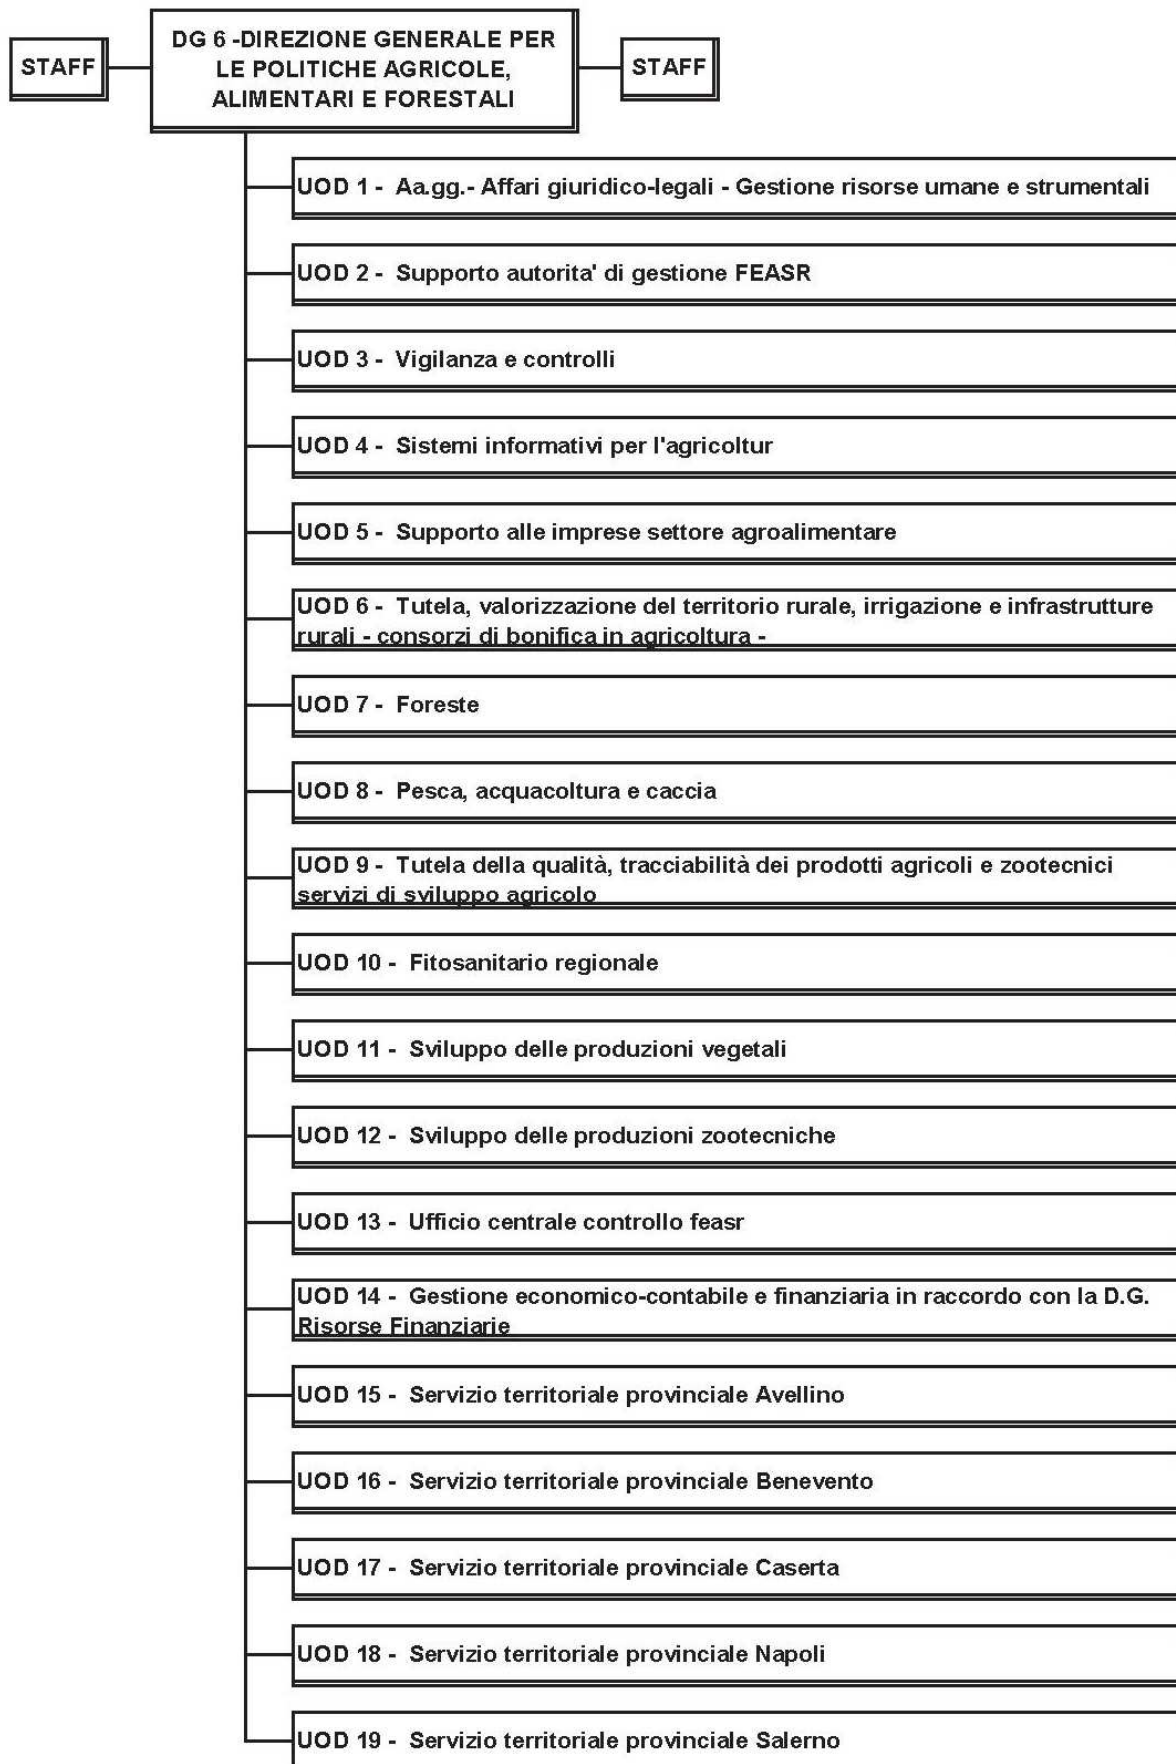 STAFF
DG 6 -DIREZIONE GENERALE PER
LE POLITICHE AGRICOLE,
ALIMENTARI E FORESTALI
STAFF
UOD 1 - Aa.gg.- Affari giuridico-legali - Gestione risorse umane e strumentali
UOD 2 - Supporto autorita' di gestione FEASR
UOD 3 - Vigilanza e controlli
UOD 4 - Sistemi informativi per l'agricoltur
UOD 5 - Supporto alle imprese settore agroalimentare
UOD 6 - Tutela, valorizzazione del territorio rurale, irrigazione e infrastrutture
rurali - consorzi di bonifica in agricoltura -
UOD 7 - Foreste
UOD 8 - Pesca, acquacoltura e caccia
UOD 9 - Tutela della qualità, tracciabilità dei prodotti agricoli e zootecnici
servizi di sviluppo agricolo
UOD 10 - Fitosanitario regionale
UOD 11 - Sviluppo delle produzioni vegetali
UOD 12 - Sviluppo delle produzioni zootecniche
UOD 13 - Ufficio centrale controllo feasr
UOD 14 - Gestione economico-contabile e finanziaria in raccordo con la D.G.
Risorse Finanziarie
UOD 15 - Servizio territoriale provinciale Avellino
UOD 16 - Servizio territoriale provinciale Benevento
UOD 17 - Servizio territoriale provinciale Caserta
UOD 18 - Servizio territoriale provinciale Napoli
UOD 19 - Servizio territoriale provinciale Salerno